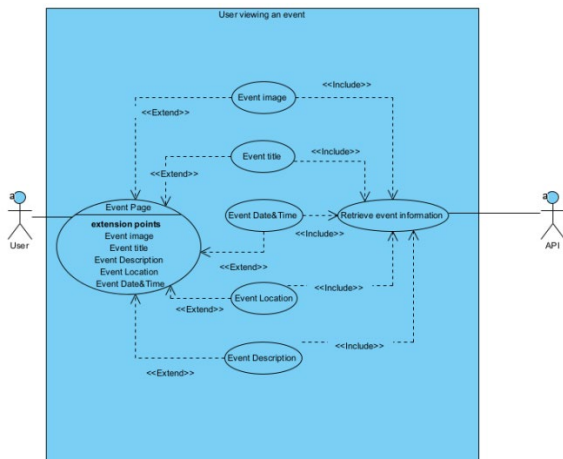 User viewing an event
Event image
<<Include>>
<<Extend>>
Event title
<<Include>>
<<Extend>>
a
User
Event Page
extension points
Event image
Event title
Event Description
Event Location
Event Date&Time
Event Date&Time
<<Include>>
<<Extend>>
Retrieve event information
a
API
Event Location
<<Include>>
<<Extend>>
Event Description
<<Include>>
<<Extend>>